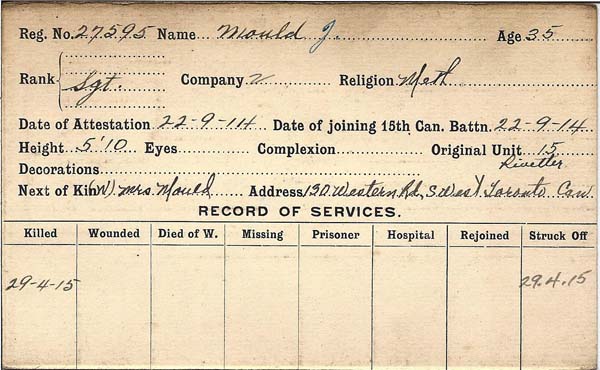 Reg. No. 27595 Name Mould J. Age 35
Rank Sgt. Company 2 Religion Meth
Date of Attestation 22-9-14 Date of joining 15th Can. Battn. 22-9-14
Height 5'10 Eyes Complexion Original Unit 15
Decorations Rivetter
Next of Kin (W) Mrs Mould Address 130 Western Rd, S West Toronto Can
RECORD OF SERVICES.
Killed Wounded Died of W. Missing Prisoner Hospital Rejoined Struck Off
29-4-15 29.4.15